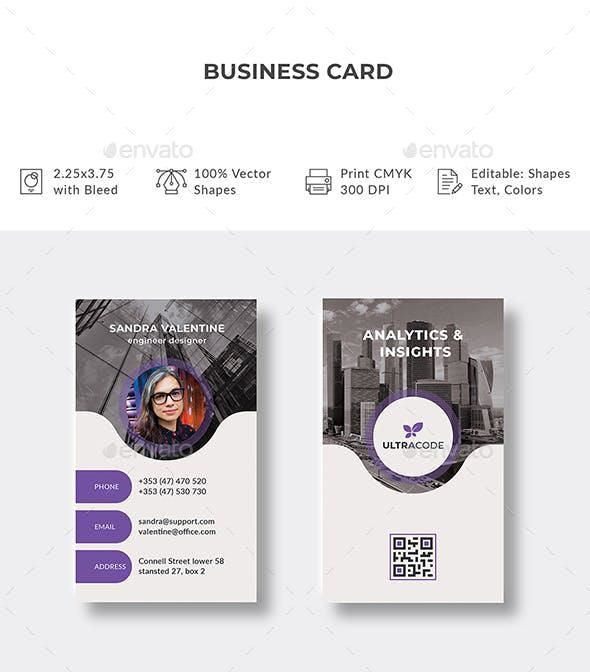 BUSINESS CARD
envato envato
2.25x3.75
with Bleed
100% Vector
Shapes
Print CMYK
300 DPI
Editable: Shapes
Text, Colors
envato envato
SANDRA VALENTINE
engineer designer
PHONE
+353 (47) 470 520
+353 (47) 530 730
EMAIL
sandra@support.com
valentine@office.com
ADDRESS
Connell Street lower 58
stansted 27, box 2
ANALYTICS &
INSIGHTS
ULTRACODE
envato envato